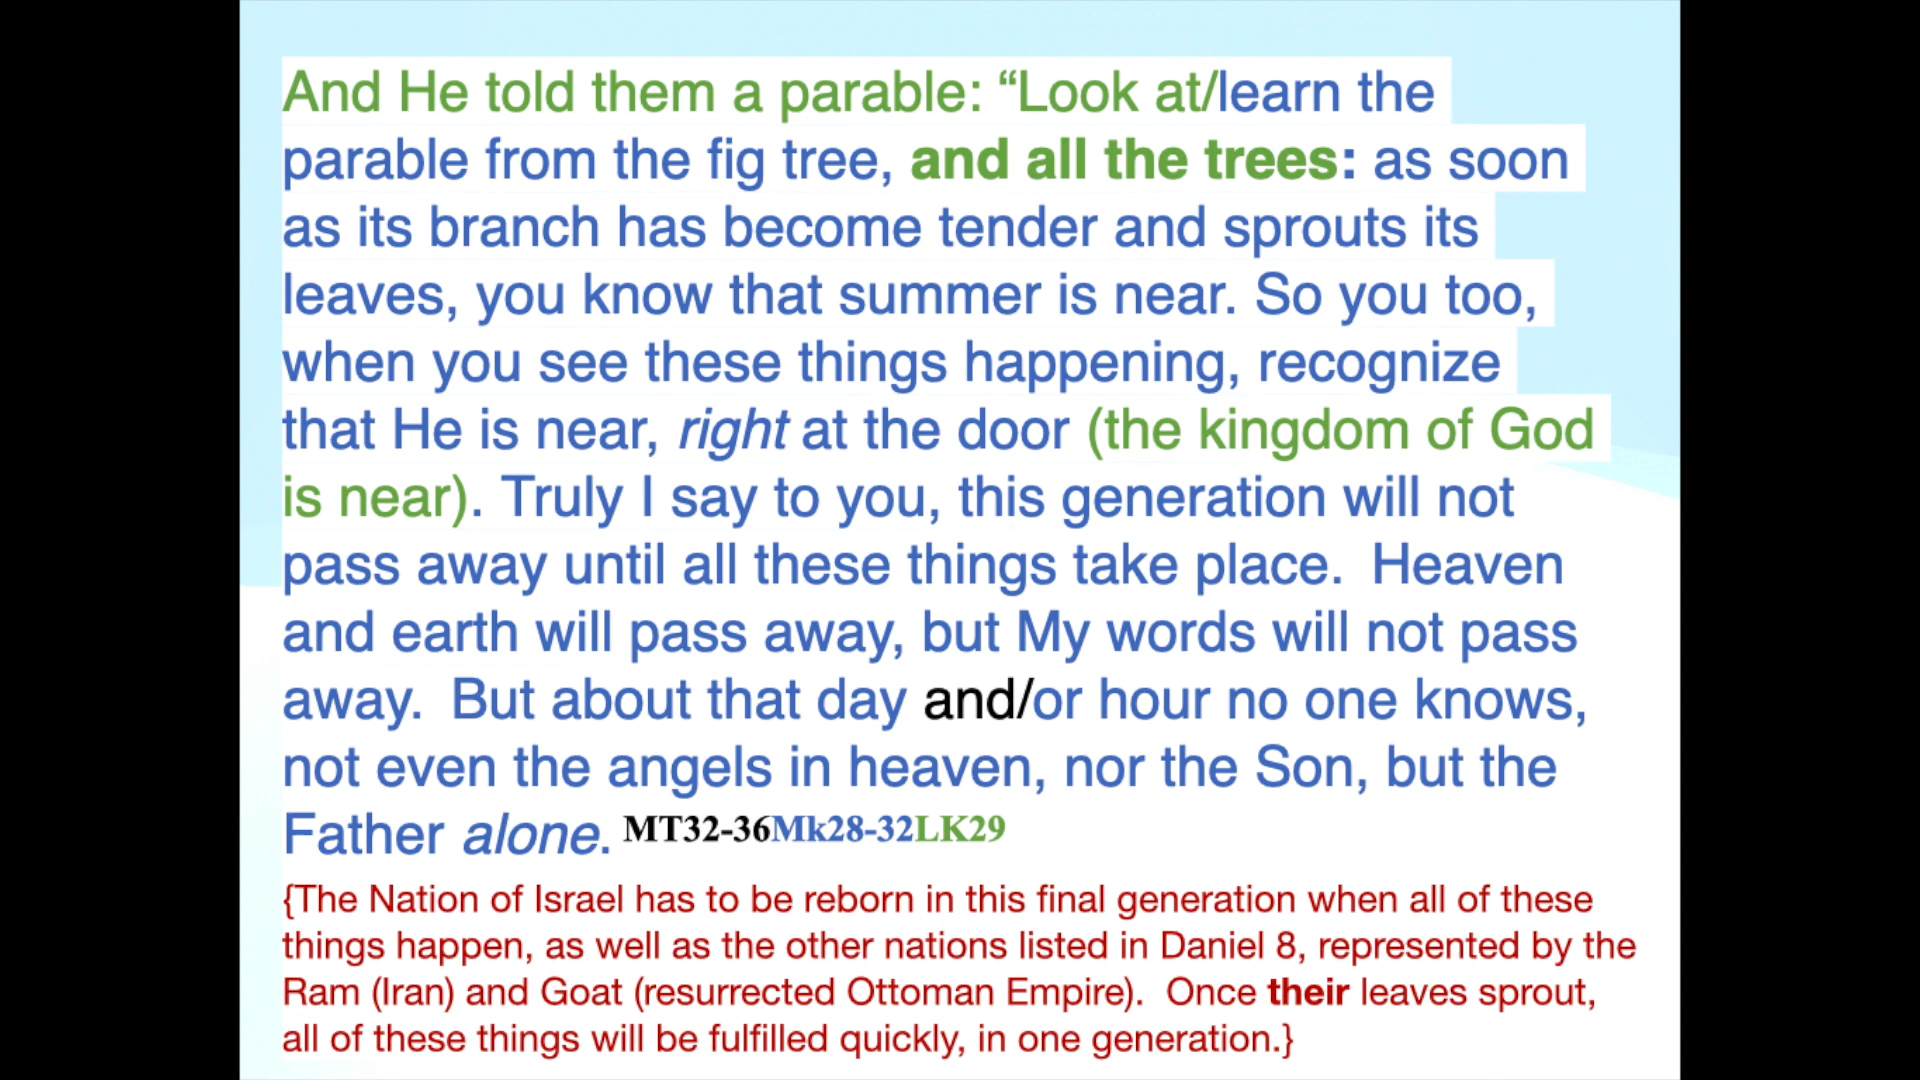 And He told them a parable: “Look at/learn the
parable from the fig tree, and all the trees: as soon
as its branch has become tender and sprouts its
leaves, you know that summer is near. So you too,
when you see these things happening, recognize
that He is near, right at the door (the kingdom of God
is near). Truly I say to you, this generation will not
pass away until all these things take place.  Heaven
and earth will pass away, but My words will not pass
away.  But about that day and/or hour no one knows,
not even the angels in heaven, nor the Son, but the
Father alone. MT32-36Mk28-32LK29
{The Nation of Israel has to be reborn in this final generation when all of these
things happen, as well as the other nations listed in Daniel 8, represented by the
Ram (Iran) and Goat (resurrected Ottoman Empire).  Once their leaves sprout,
all of these things will be fulfilled quickly, in one generation.}